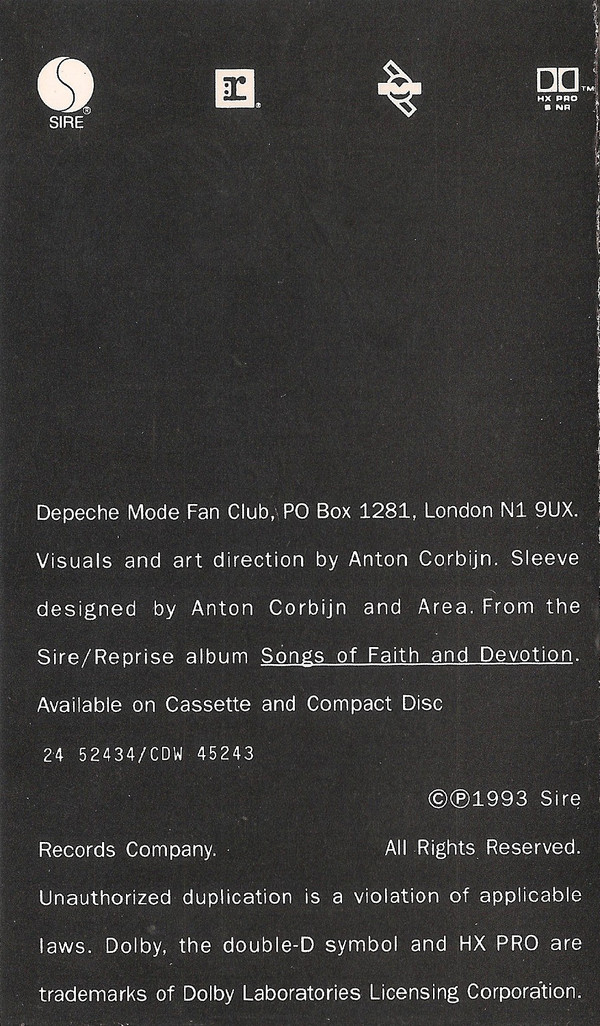 SIRE®
r®
HX PRO
B NR
TM
Depeche Mode Fan Club, PO Box 1281, London N1 9UX.
Visuals and art direction by Anton Corbijn. Sleeve
designed by Anton Corbijn and Area. From the
Sire/Reprise album Songs of Faith and Devotion.
Available on Cassette and Compact Disc
24 52434/CDW 45243
©℗1993 Sire
Records Company. All Rights Reserved.
Unauthorized duplication is a violation of applicable
laws. Dolby, the double-D symbol and HX PRO are
trademarks of Dolby Laboratories Licensing Corporation.